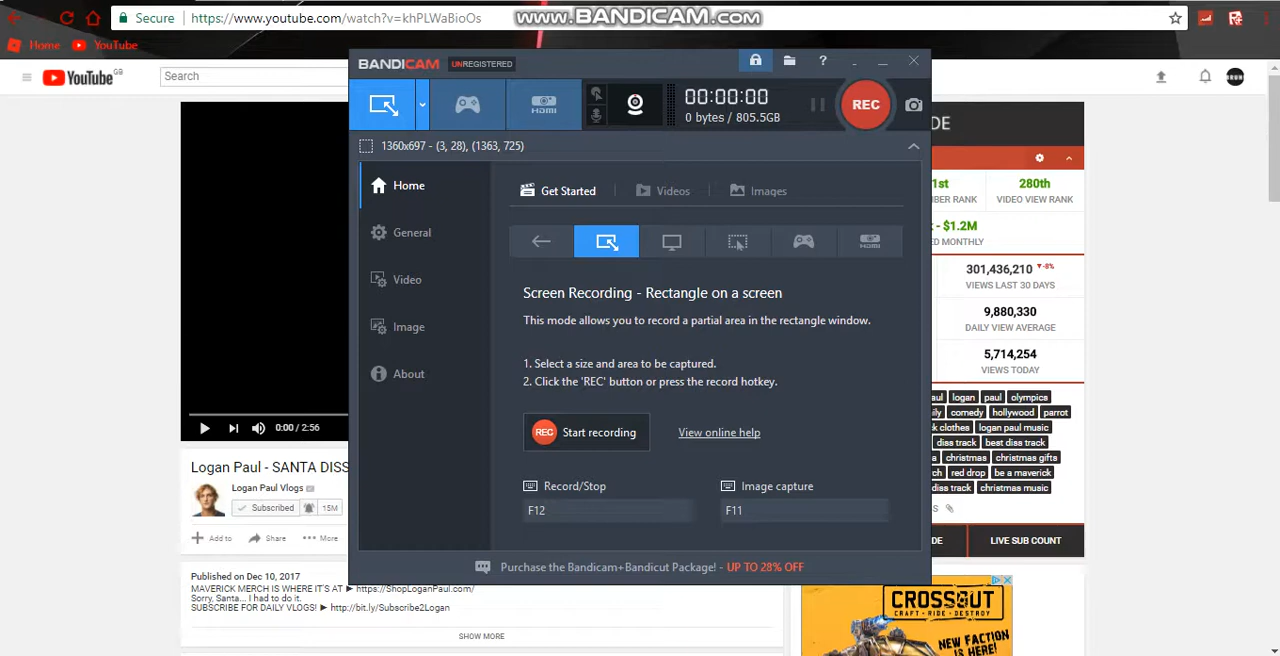 Secure https://www.youtube.com/watch?v=khPLWaBioOs
www.BANDICAM.com
Home YouTube
YouTube GB
Search
BANDICAM UNREGISTERED
?
HDMI
00:00:00
0 bytes / 805.5GB
REC
1360x697 - (3, 28), (1363, 725)
Home
General
Video
Image
About
Get Started Videos Images
HDMI
Screen Recording - Rectangle on a screen
This mode allows you to record a partial area in the rectangle window.
1. Select a size and area to be captured.
2. Click the 'REC' button or press the record hotkey.
REC Start recording
View online help
Record/Stop
F12
Image capture
F11
Purchase the Bandicam+Bandicut Package! - UP TO 28% OFF
0:00 / 2:56
Logan Paul - SANTA DISS
Logan Paul Vlogs
Subscribed 15M
Add to Share More
Published on Dec 10, 2017
MAVERICK MERCH IS WHERE IT'S AT ► https://ShopLoganPaul.com/
Sorry, Santa... I had to do it.
SUBSCRIBE FOR DAILY VLOGS! ► http://bit.ly/Subscribe2Logan
SHOW MORE
DE
1st
BER RANK
280th
VIDEO VIEW RANK
- $1.2M
ED MONTHLY
301,436,210 -8%
VIEWS LAST 30 DAYS
9,880,330
DAILY VIEW AVERAGE
5,714,254
VIEWS TODAY
aul logan paul olympics
ily comedy hollywood parrot
k clothes logan paul music
diss track best diss track
a christmas christmas gifts
ch red drop be a maverick
diss track christmas music
S
DE
LIVE SUB COUNT
CROSSOUT
CRAFT · RIDE · DESTROY
NEW FACTION
IS HERE!